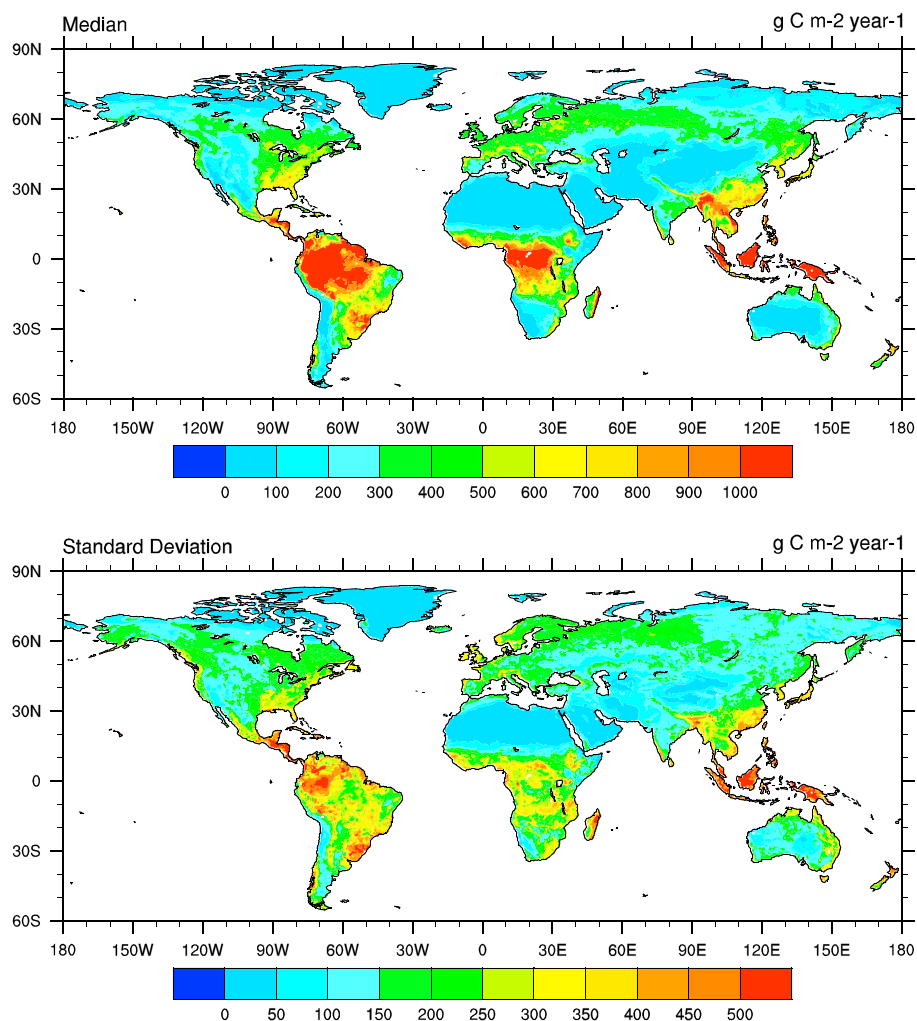 Median g C m-2 year-1
90N
60N
30N
0
30S
60S
180 150W 120W 90W 60W 30W 0 30E 60E 90E 120E 150E 180
0 100 200 300 400 500 600 700 800 900 1000
Standard Deviation g C m-2 year-1
90N
60N
30N
0
30S
60S
180 150W 120W 90W 60W 30W 0 30E 60E 90E 120E 150E 180
0 50 100 150 200 250 300 350 400 450 500